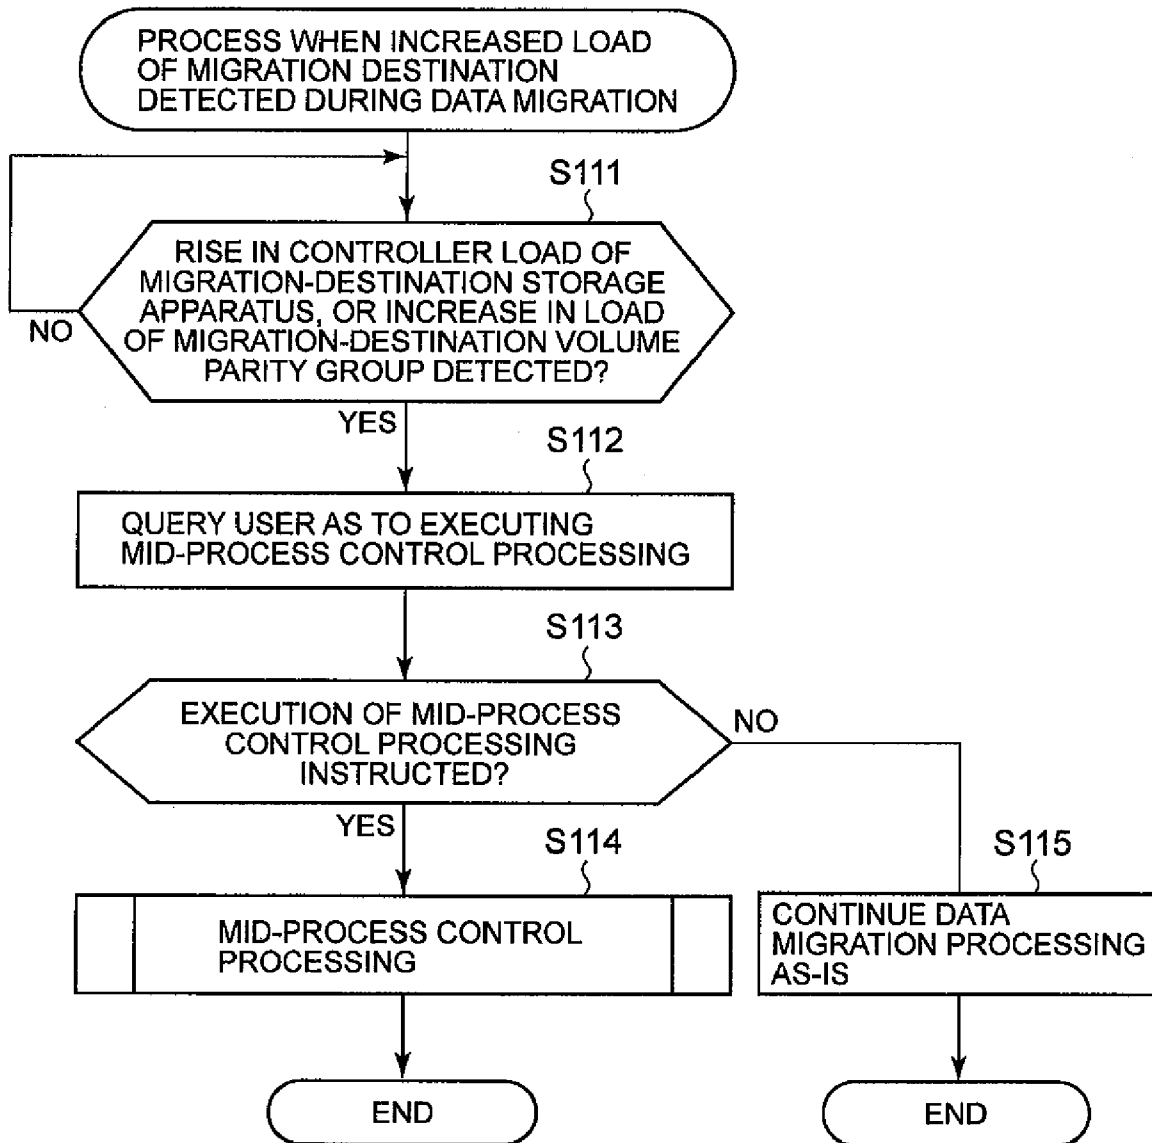 PROCESS WHEN INCREASED LOAD
OF MIGRATION DESTINATION
DETECTED DURING DATA MIGRATION
S111
RISE IN CONTROLLER LOAD OF
MIGRATION-DESTINATION STORAGE
APPARATUS, OR INCREASE IN LOAD
OF MIGRATION-DESTINATION VOLUME
PARITY GROUP DETECTED?
NO
YES
S112
QUERY USER AS TO EXECUTING
MID-PROCESS CONTROL PROCESSING
S113
EXECUTION OF MID-PROCESS
CONTROL PROCESSING
INSTRUCTED?
NO
YES
S114
MID-PROCESS CONTROL
PROCESSING
S115
CONTINUE DATA
MIGRATION PROCESSING
AS-IS
END
END